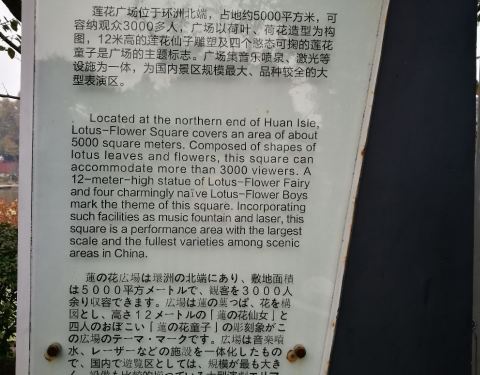 莲花广场位于环洲北端，占地约5000平方米，可
容纳观众3000多人，广场以荷叶、荷花造型为构
图，12米高的莲花仙子雕塑及四个憨态可掬的莲花
童子是广场的主题标志。广场集音乐喷泉、激光等
设施为一体，为国内景区规模最大、品种较全的大
型表演区。
Located at the northern end of Huan Isle,
Lotus-Flower Square covers an area of about
5000 square meters. Composed of shapes of
lotus leaves and flowers, this square can
accommodate more than 3000 viewers. A
12-meter-high statue of Lotus-Flower Fairy
and four charmingly naïve Lotus-Flower Boys
mark the theme of this square. Incorporating
such facilities as music fountain and laser, this
square is a performance area with the largest
scale and the fullest varieties among scenic
areas in China.
蓮の花広場は環洲の北端にあり、敷地面積
は5000平方メートルで、観客を3000人
余り収容できます。広場は蓮の葉っぱ、花を構
図とし、高さ12メートルの「蓮の花仙女」と
四人のおぼこい「蓮の花童子」の彫刻象がこ
の広場のテーマ・マークです。広場は音楽噴
水、レーザーなどの施設を一体化したもの
で、国内で遊覧区としては、規模が最も大き